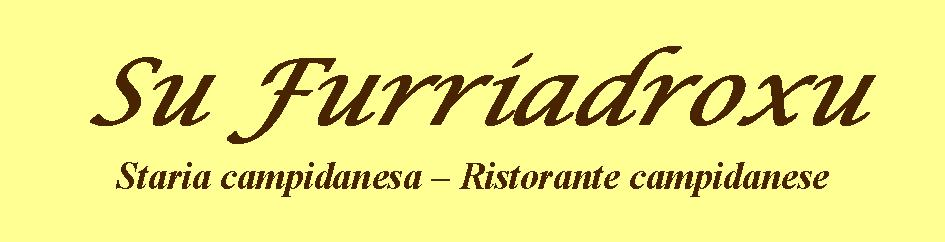 Su Furriadroxu
Staria campidanesa – Ristorante campidanese